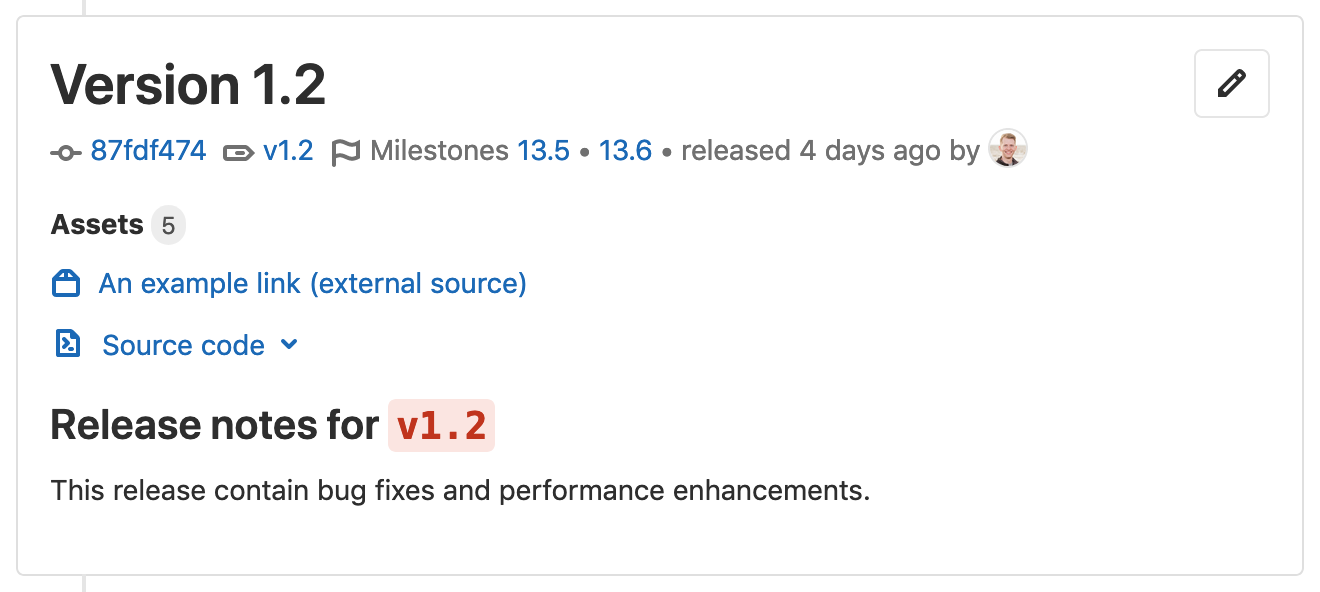 Version 1.2
87fdf474 v1.2 Milestones 13.5 • 13.6 • released 4 days ago by
Assets 5
An example link (external source)
Source code
Release notes for v1.2
This release contain bug fixes and performance enhancements.